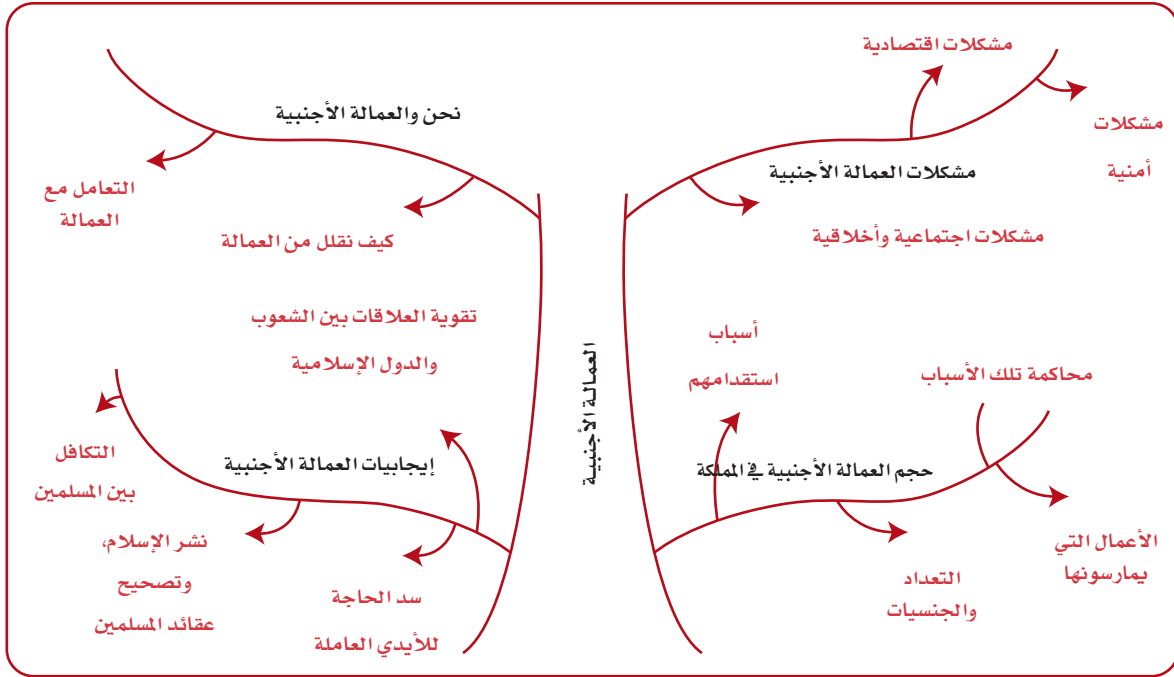 مشكلات اقتصادية
مشكلات
أمنية
مشكلات العمالة الأجنبية
مشكلات اجتماعية وأخلاقية
نحن والعمالة الأجنبية
التعامل مع
العمالة
كيف نقلل من العمالة
العمالة الأجنبية
أسباب
استقدامهم
محاكمة تلك الأسباب
حجم العمالة الأجنبية في المملكة
الأعمال التي
يمارسونها
التعداد
والجنسيات
تقوية العلاقات بين الشعوب
والدول الإسلامية
إيجابيات العمالة الأجنبية
التكافل
بين المسلمين
نشر الإسلام،
وتصحيح
عقائد المسلمين
سد الحاجة
للأيدي العاملة